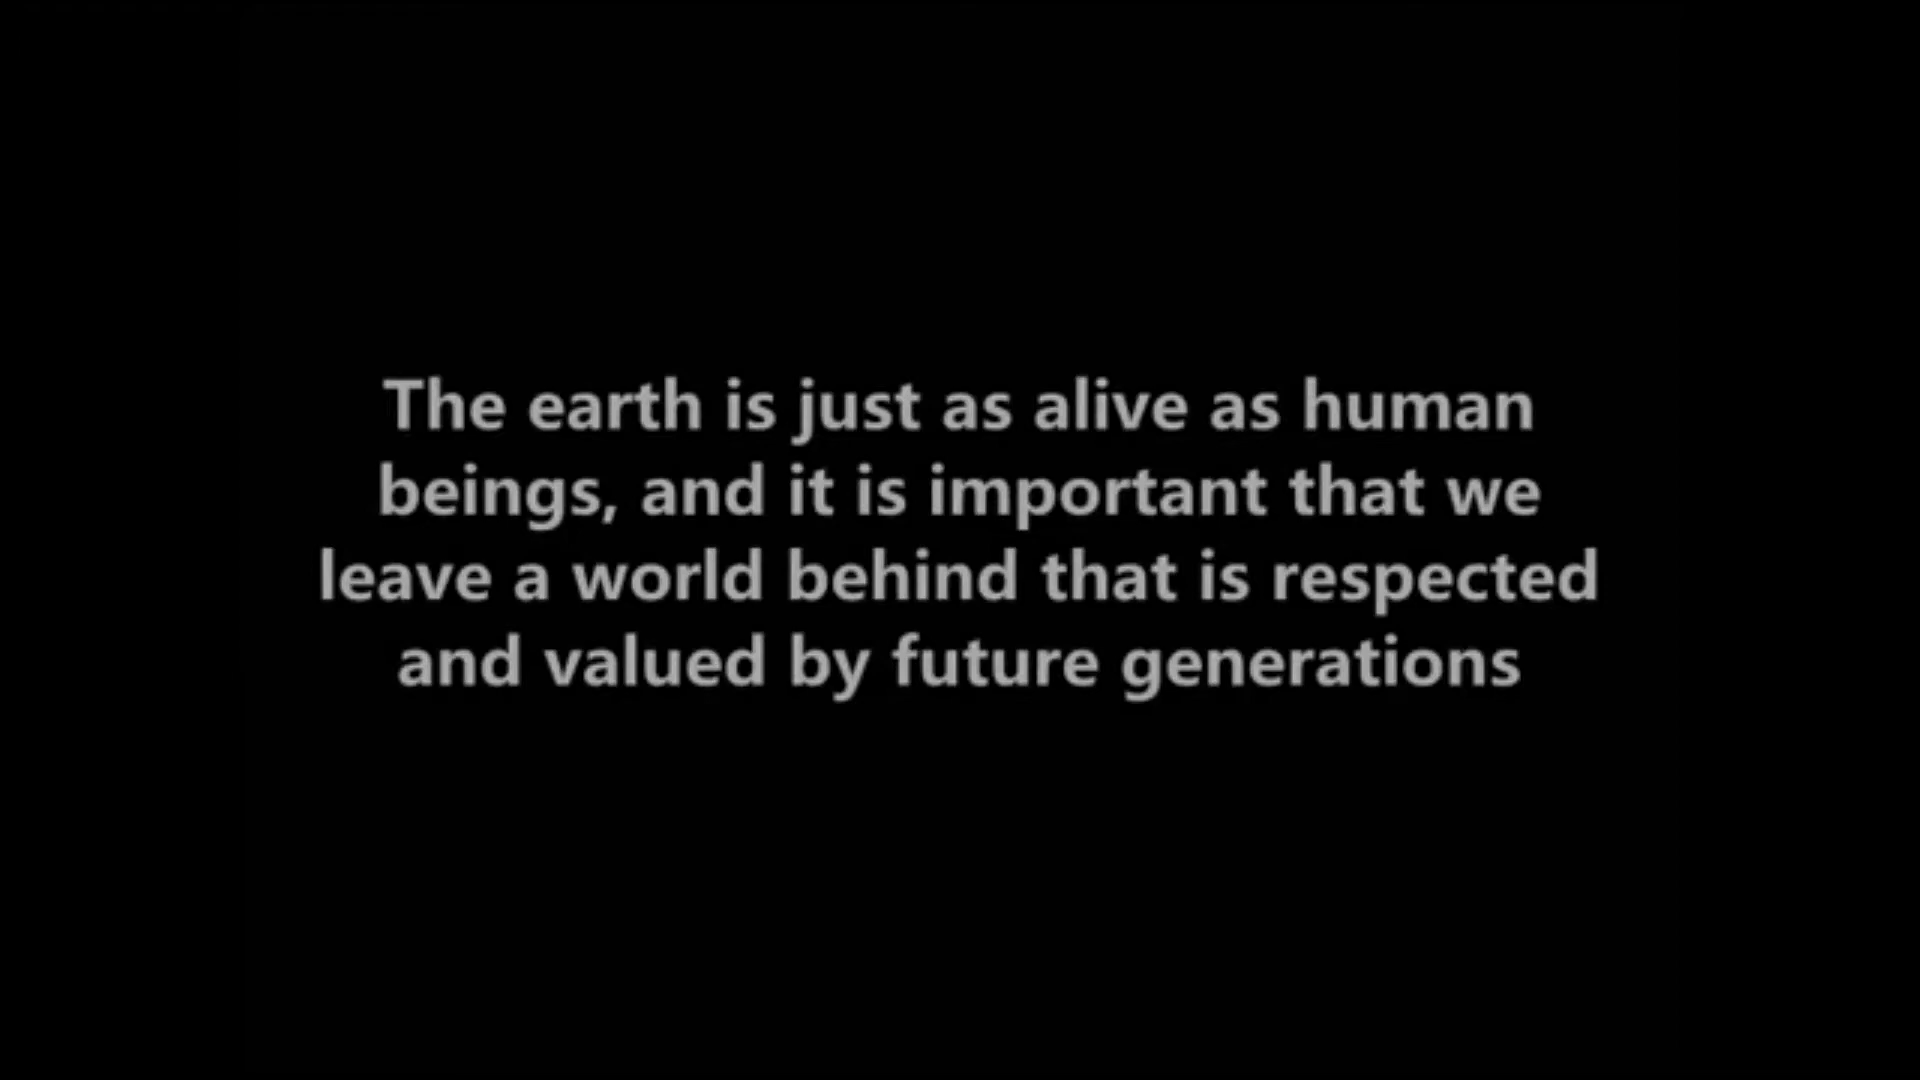 The earth is just as alive as human
beings, and it is important that we
leave a world behind that is respected
and valued by future generations